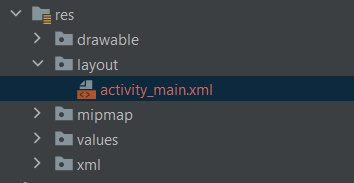 res
drawable
layout
activity_main.xml
mipmap
values
xml